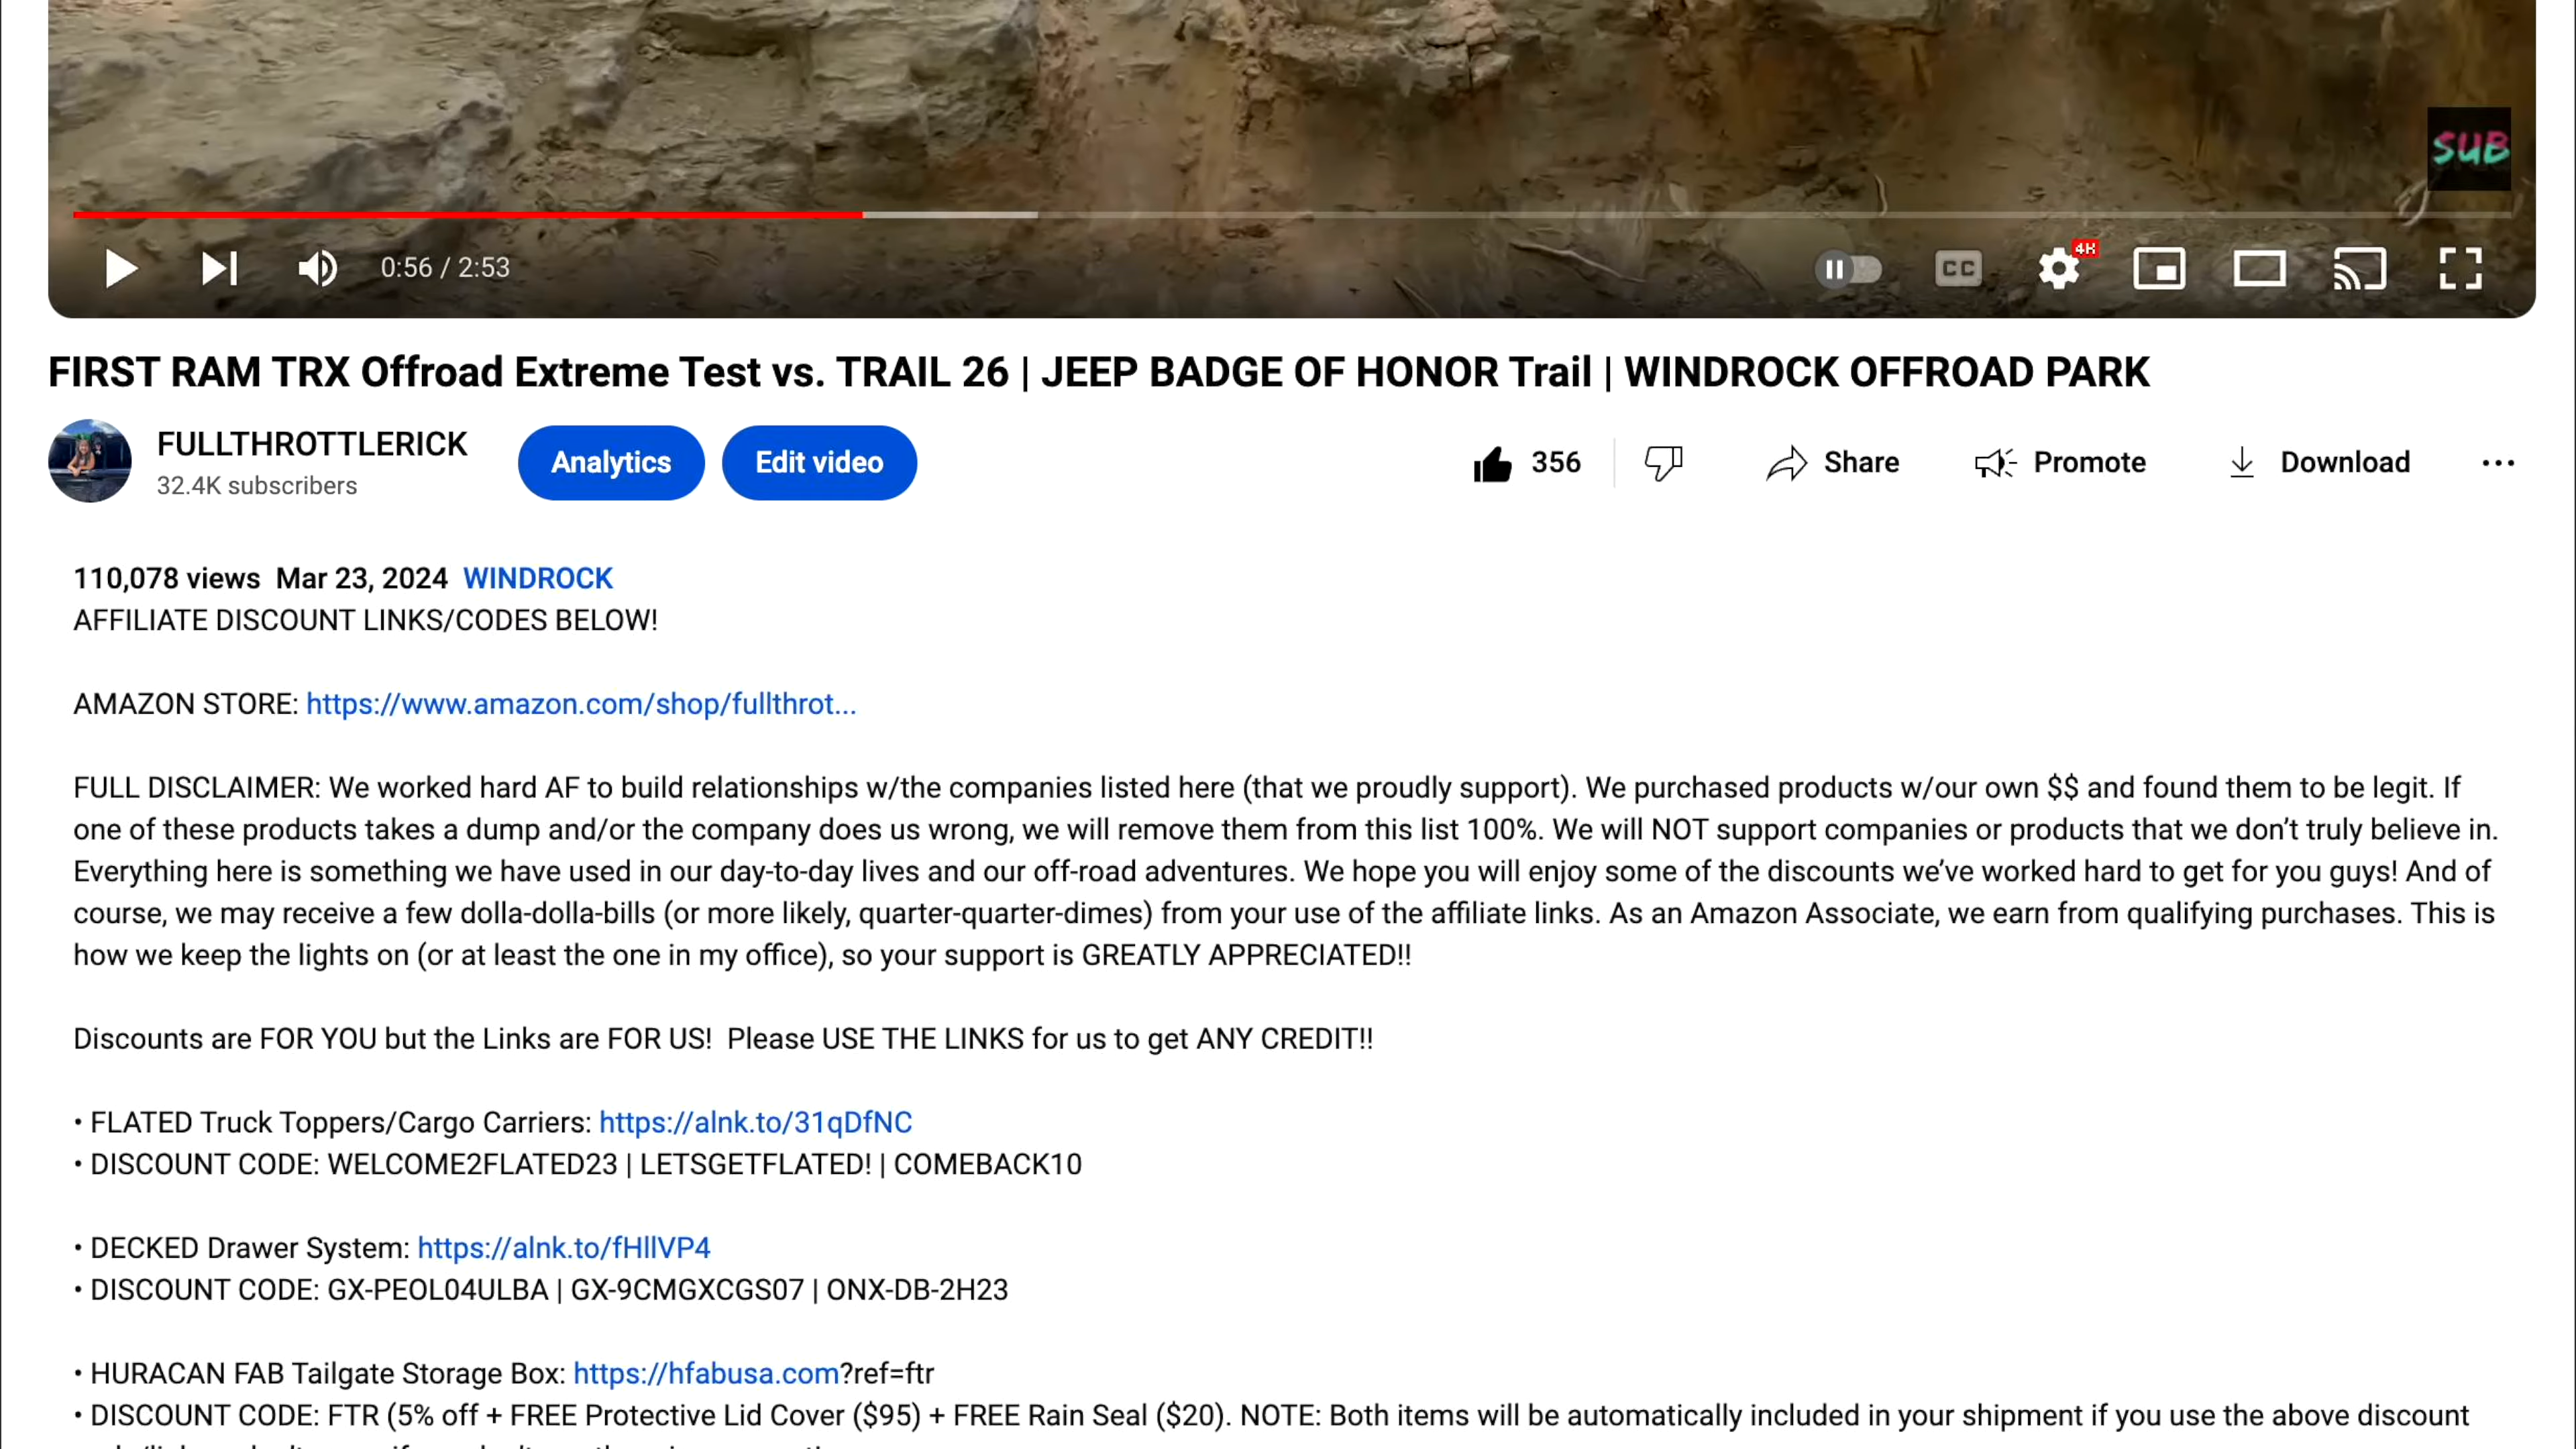 SUB
0:56 / 2:53
CC
4K
FIRST RAM TRX Offroad Extreme Test vs. TRAIL 26 | JEEP BADGE OF HONOR Trail | WINDROCK OFFROAD PARK
FULLTHROTTLERICK
32.4K subscribers
Analytics
Edit video
356
Share
Promote
Download
110,078 views Mar 23, 2024 WINDROCK
AFFILIATE DISCOUNT LINKS/CODES BELOW!
AMAZON STORE: https://www.amazon.com/shop/fullthrot...
FULL DISCLAIMER: We worked hard AF to build relationships w/the companies listed here (that we proudly support). We purchased products w/our own $$ and found them to be legit. If
one of these products takes a dump and/or the company does us wrong, we will remove them from this list 100%. We will NOT support companies or products that we don’t truly believe in.
Everything here is something we have used in our day-to-day lives and our off-road adventures. We hope you will enjoy some of the discounts we’ve worked hard to get for you guys! And of
course, we may receive a few dolla-dolla-bills (or more likely, quarter-quarter-dimes) from your use of the affiliate links. As an Amazon Associate, we earn from qualifying purchases. This is
how we keep the lights on (or at least the one in my office), so your support is GREATLY APPRECIATED!!
Discounts are FOR YOU but the Links are FOR US! Please USE THE LINKS for us to get ANY CREDIT!!
• FLATED Truck Toppers/Cargo Carriers: https://alnk.to/31qDfNC
• DISCOUNT CODE: WELCOME2FLATED23 | LETSGETFLATED! | COMEBACK10
• DECKED Drawer System: https://alnk.to/fHllVP4
• DISCOUNT CODE: GX-PEOL04ULBA | GX-9CMGXCGS07 | ONX-DB-2H23
• HURACAN FAB Tailgate Storage Box: https://hfabusa.com?ref=ftr
• DISCOUNT CODE: FTR (5% off + FREE Protective Lid Cover ($95) + FREE Rain Seal ($20). NOTE: Both items will be automatically included in your shipment if you use the above discount